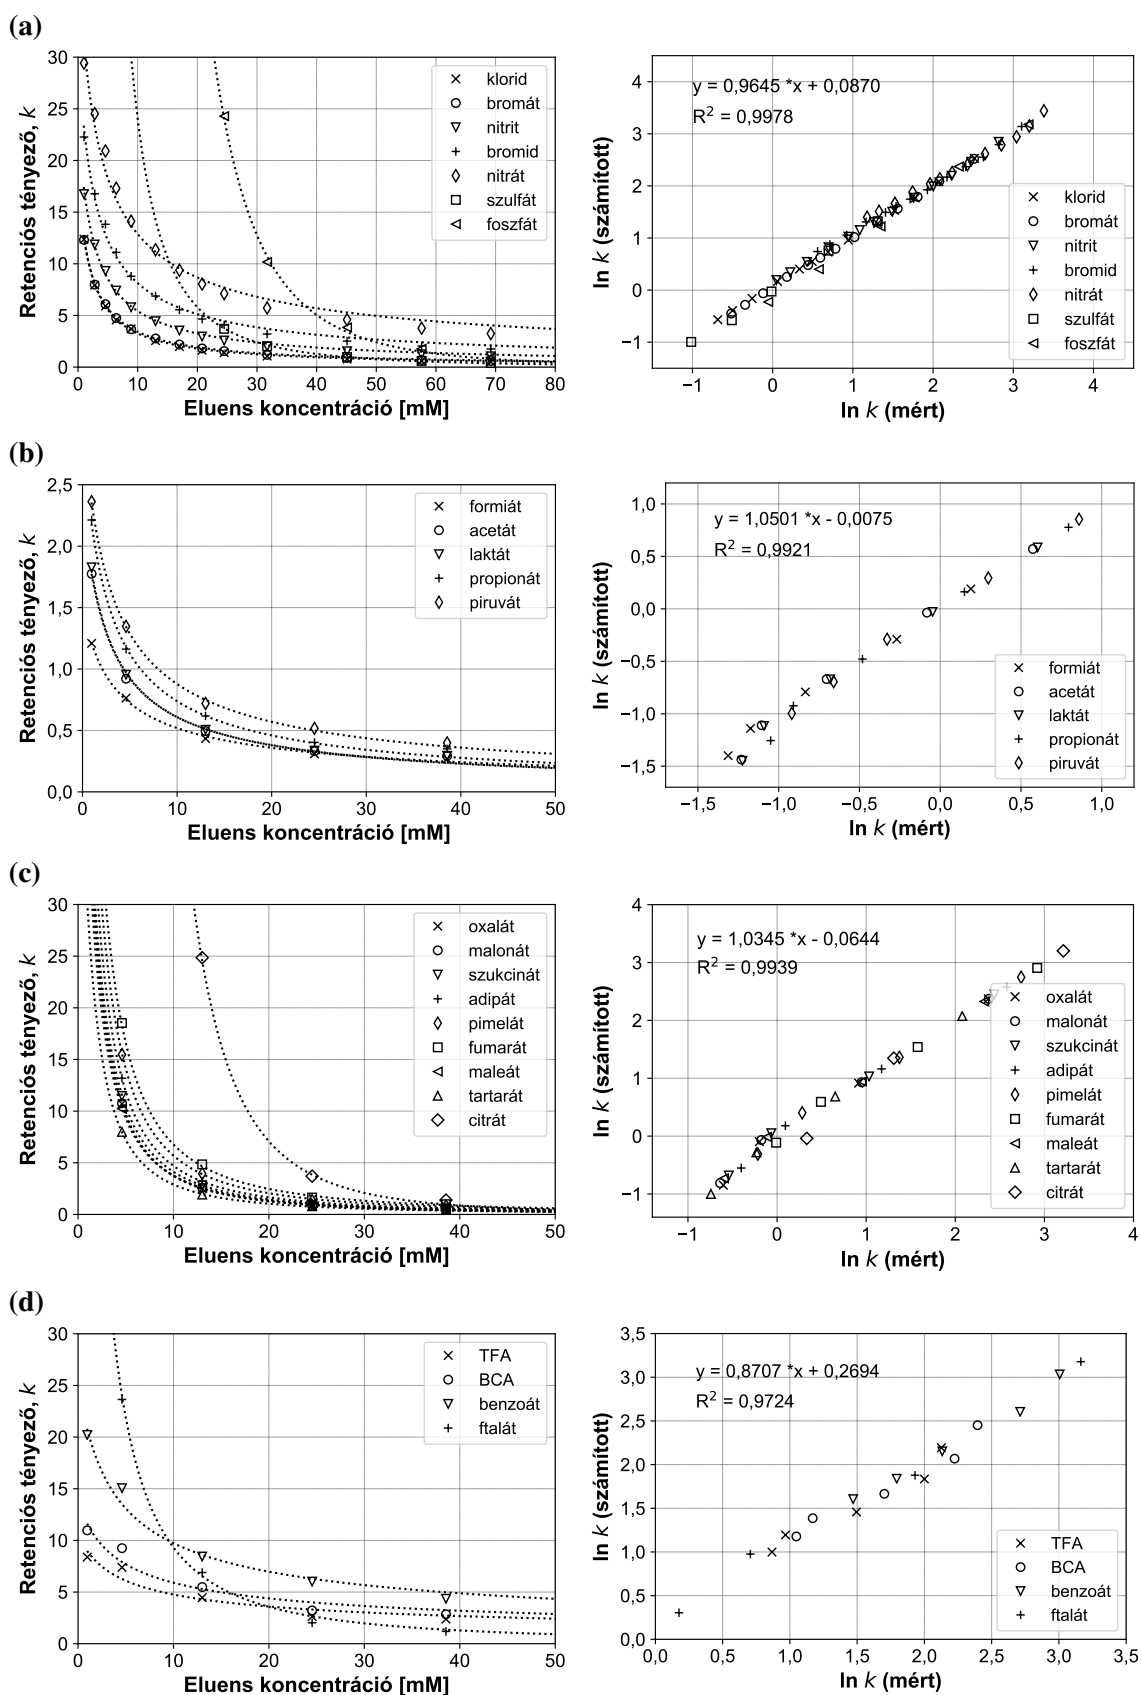 (a)
30
25
20
15
10
5
0
Retenciós tényező, k
klorid
bromát
nitrit
bromid
nitrát
szulfát
foszfát
0 10 20 30 40 50 60 70 80
Eluens koncentráció [mM]
4
3
2
1
0
−1
ln k (számított)
y = 0,9645 *x + 0,0870
R² = 0,9978
klorid
bromát
nitrit
bromid
nitrát
szulfát
foszfát
−1 0 1 2 3 4
ln k (mért)
(b)
2,5
2,0
1,5
1,0
0,5
0,0
Retenciós tényező, k
formiát
acetát
laktát
propionát
piruvát
0 10 20 30 40 50
Eluens koncentráció [mM]
1,0
0,5
0,0
−0,5
−1,0
−1,5
ln k (számított)
y = 1,0501 *x - 0,0075
R² = 0,9921
formiát
acetát
laktát
propionát
piruvát
−1,5 −1,0 −0,5 0,0 0,5 1,0
ln k (mért)
(c)
30
25
20
15
10
5
0
Retenciós tényező, k
oxalát
malonát
szukcinát
adipát
pimelát
fumarát
maleát
tartarát
citrát
0 10 20 30 40 50
Eluens koncentráció [mM]
4
3
2
1
0
−1
ln k (számított)
y = 1,0345 *x - 0,0644
R² = 0,9939
oxalát
malonát
szukcinát
adipát
pimelát
fumarát
maleát
tartarát
citrát
−1 0 1 2 3 4
ln k (mért)
(d)
30
25
20
15
10
5
0
Retenciós tényező, k
TFA
BCA
benzoát
ftalát
0 10 20 30 40 50
Eluens koncentráció [mM]
3,5
3,0
2,5
2,0
1,5
1,0
0,5
0,0
ln k (számított)
y = 0,8707 *x + 0,2694
R² = 0,9724
TFA
BCA
benzoát
ftalát
0,0 0,5 1,0 1,5 2,0 2,5 3,0 3,5
ln k (mért)